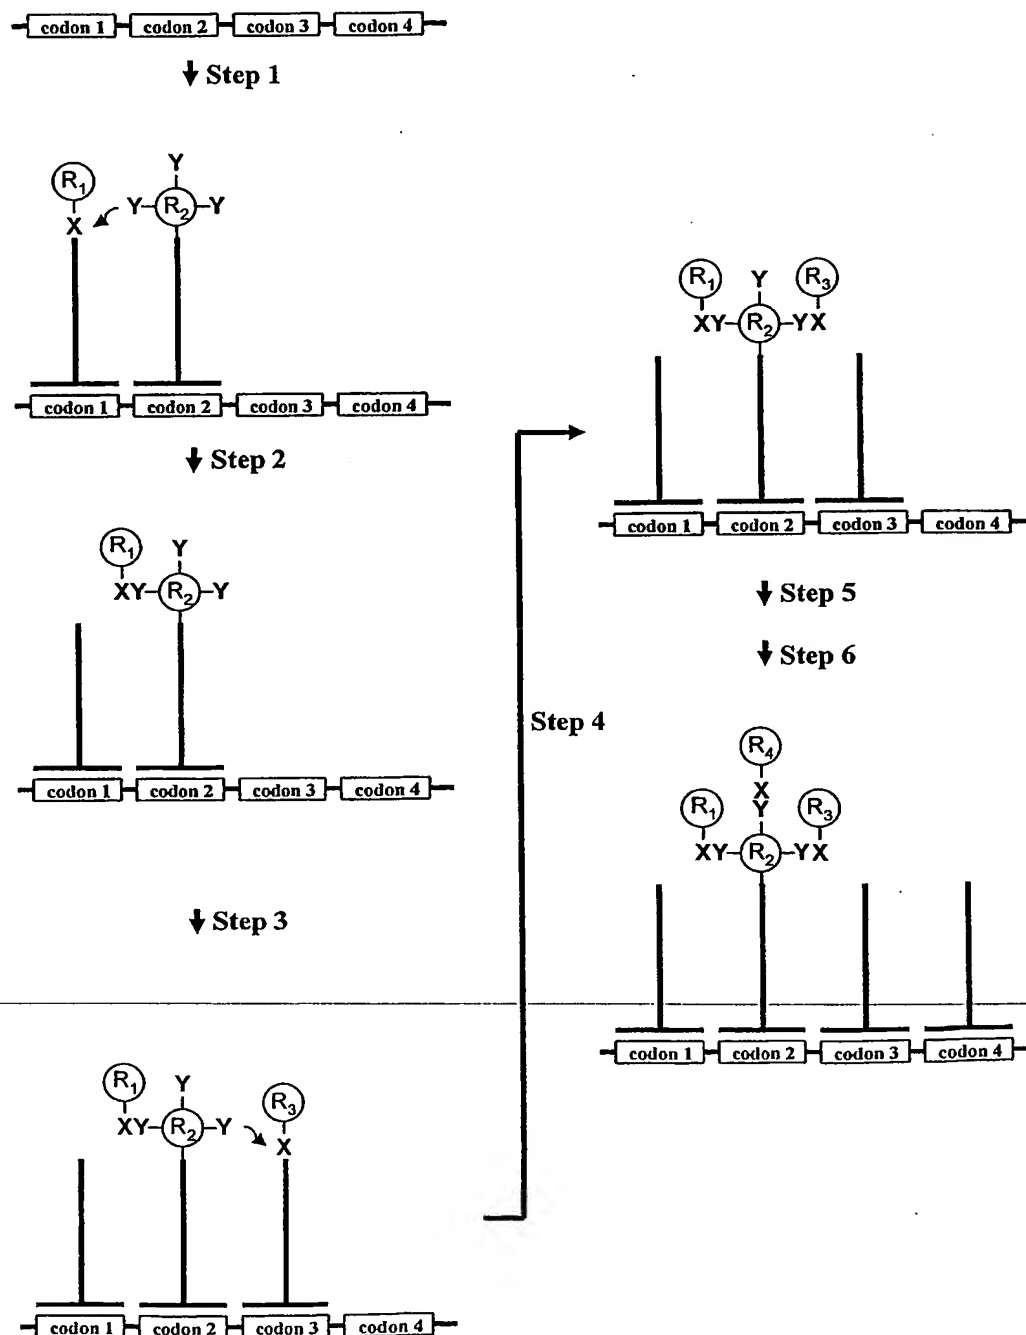 codon 1 codon 2 codon 3 codon 4
Step 1
Y
R1 Y R2 Y
X
codon 1 codon 2 codon 3 codon 4
Step 2
R1 Y
XY R2 Y
codon 1 codon 2 codon 3 codon 4
Step 3
R1 Y R3
XY R2 Y X
codon 1 codon 2 codon 3 codon 4
Step 4
R1 Y R3
XY R2 YX
codon 1 codon 2 codon 3 codon 4
Step 5
Step 6
R4
X
R1 Y R3
XY R2 YX
codon 1 codon 2 codon 3 codon 4